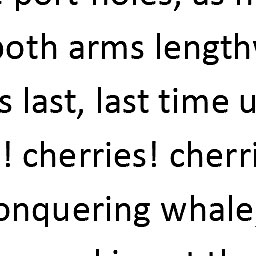 port-holes, as
both arms lengthw
s last, last time u
! cherries! cherri
onquering whale,